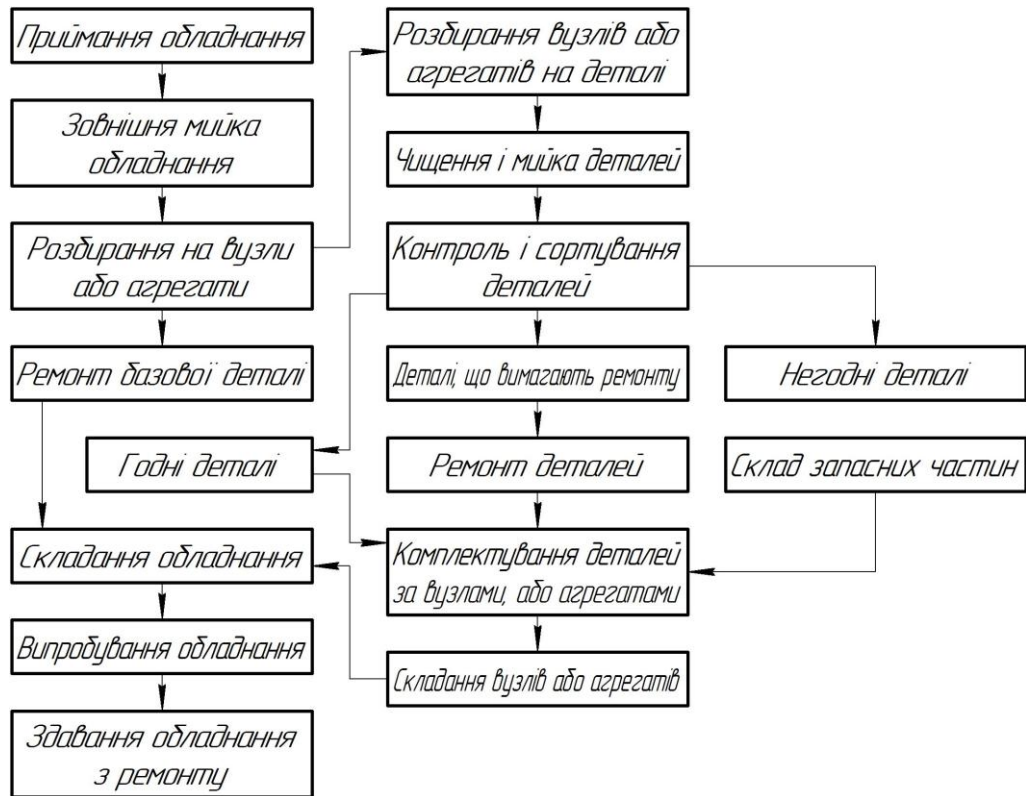 Приймання обладнання
Зовнішня мийка
обладнання
Розбирання на вузли
або агрегати
Ремонт базової деталі
Годні деталі
Складання обладнання
Випробування обладнання
Здавання обладнання
з ремонту
Розбирання вузлів або
агрегатів на деталі
Чищення і мийка деталей
Контроль і сортування
деталей
Деталі, що вимагають ремонту
Ремонт деталей
Комплектування деталей
за вузлами, або агрегатами
Складання вузлів або агрегатів
Негодні деталі
Склад запасних частин